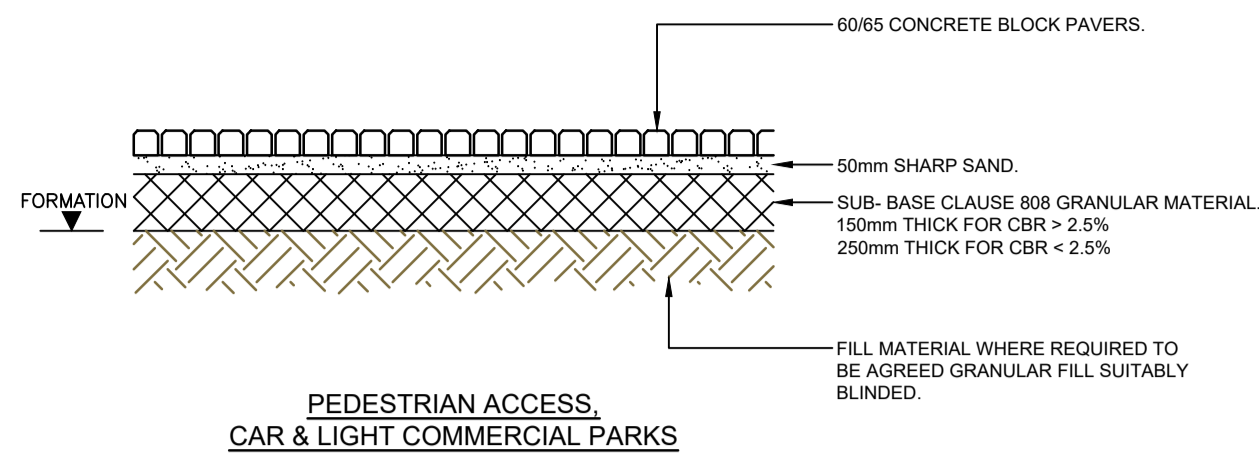 60/65 CONCRETE BLOCK PAVERS.
50mm SHARP SAND.
FORMATION
SUB- BASE CLAUSE 808 GRANULAR MATERIAL.
150mm THICK FOR CBR > 2.5%
250mm THICK FOR CBR < 2.5%
FILL MATERIAL WHERE REQUIRED TO
BE AGREED GRANULAR FILL SUITABLY
BLINDED.
PEDESTRIAN ACCESS,
CAR & LIGHT COMMERCIAL PARKS